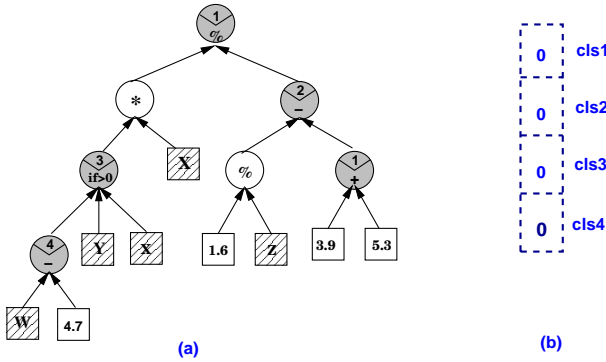 1
%
0 cls1
*
2
–
0 cls2
3
if>0
X
%
1
+
0 cls3
4
–
Y
X
1.6
Z
3.9
5.3
0 cls4
W
4.7
(a)
(b)